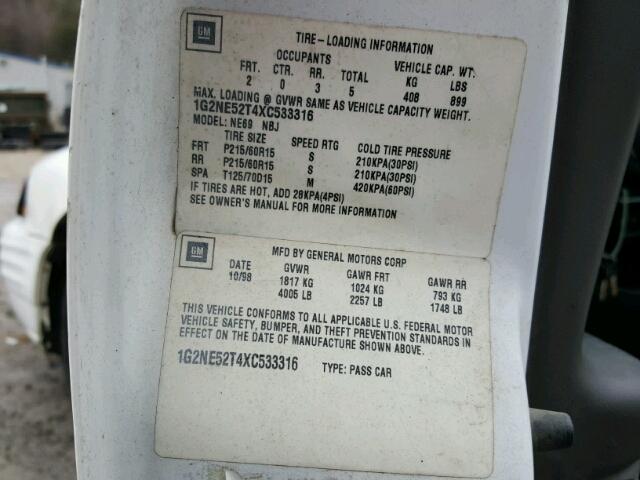 GM
TIRE-LOADING INFORMATION
OCCUPANTS VEHICLE CAP. WT.
FRT. CTR. RR. TOTAL KG LBS
2 0 3 5 408 899
MAX. LOADING @ GVWR SAME AS VEHICLE CAPACITY WEIGHT.
1G2NE52T4XC533316
MODEL: NE69 NBJ
TIRE SIZE SPEED RTG COLD TIRE PRESSURE
FRT P215/60R15 S 210KPA(30PSI)
RR P215/60R15 S 210KPA(30PSI)
SPA T125/70D15 M 420KPA(60PSI)
IF TIRES ARE HOT, ADD 28KPA(4PSI)
SEE OWNER'S MANUAL FOR MORE INFORMATION
GM
MFD BY GENERAL MOTORS CORP
DATE GVWR GAWR FRT GAWR RR
10/98 1817 KG 1024 KG 793 KG
4005 LB 2257 LB 1748 LB
THIS VEHICLE CONFORMS TO ALL APPLICABLE U.S. FEDERAL MOTOR
VEHICLE SAFETY, BUMPER, AND THEFT PREVENTION STANDARDS IN
EFFECT ON THE DATE OF MANUFACTURE SHOWN ABOVE.
1G2NE52T4XC533316 TYPE: PASS CAR